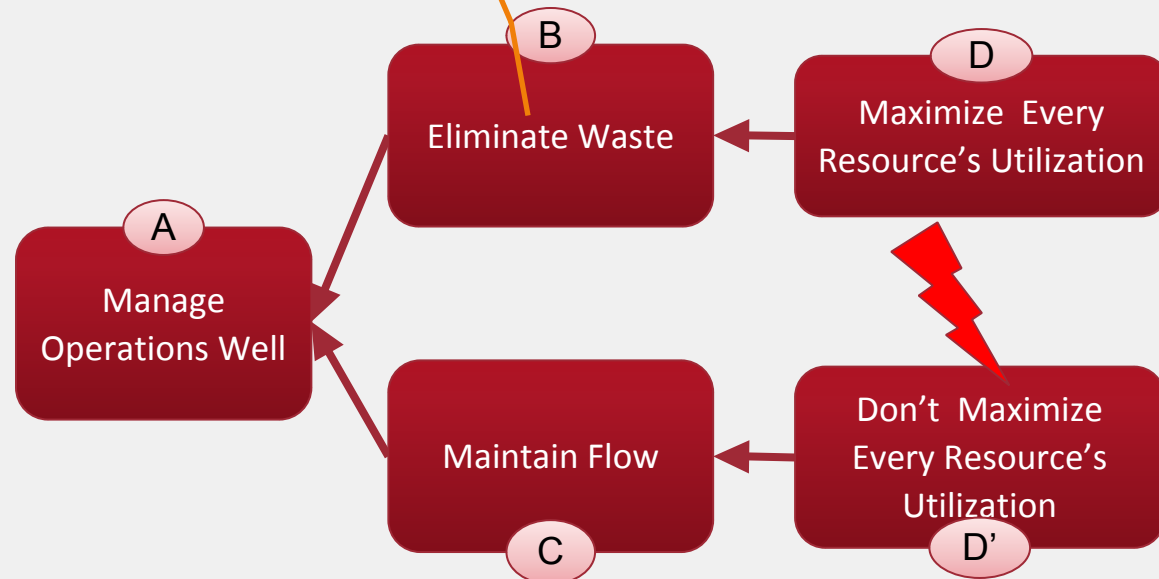 B
Eliminate Waste
D
Maximize  Every
Resource’s Utilization
A
Manage
Operations Well
Maintain Flow
C
Don’t  Maximize
Every Resource’s
Utilization
D’